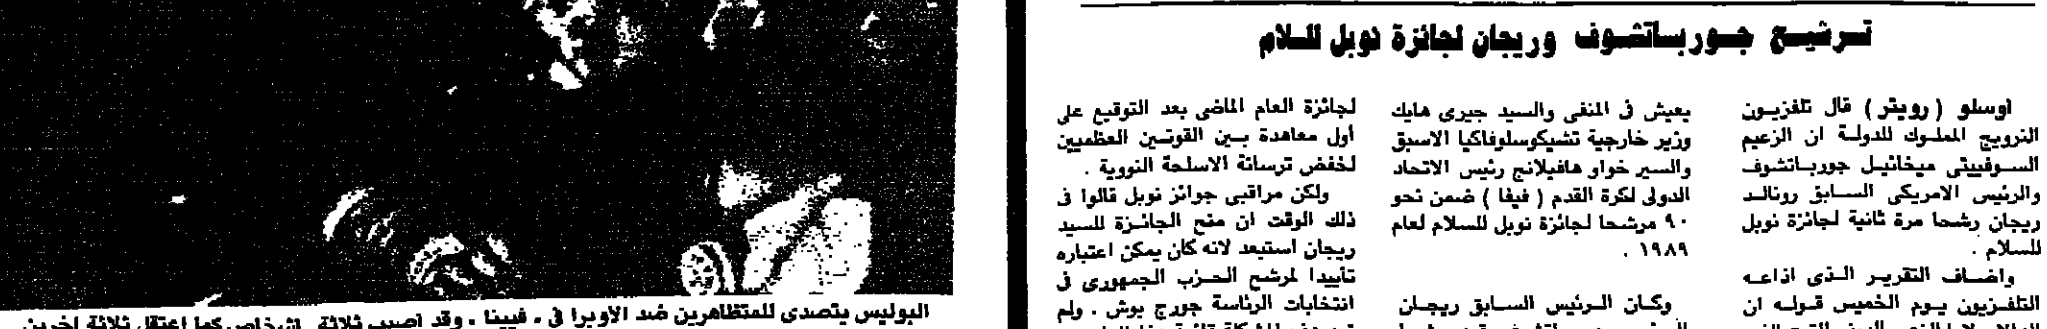 ترشيح جورباتشوف وريجان لجائزة نوبل للسلام
اوسلو ( رويتر ) قال تلفزيون
النرويج المملوك للدولة ان الزعيم
السوفييتى ميخائيل جورباتشوف
والرئيس الامريكى السابق رونالد
ريجان رشحا مرة ثانية لجائزة نوبل
للسلام .
واضاف التقرير الذى اذاعه
التلفزيون يوم الخميس قوله ان
يعيش فى المنفى والسيد جيرى هايك
وزير خارجية تشيكوسلوفاكيا الاسبق
والسير خواو هافيلانج رئيس الاتحاد
الدولى لكرة القدم ( فيفا ) ضمن نحو
٩٠ مرشحا لجائزة نوبل للسلام لعام
١٩٨٩ .
وكان الرئيس السابق ريجان
لجائزة العام الماضى بعد التوقيع على
أول معاهدة بين القوتين العظميين
لخفض ترسانة الاسلحة النووية .
ولكن مراقبى جوائز نوبل قالوا فى
ذلك الوقت ان منح الجائزة للسيد
ريجان استبعد لانه كان يمكن اعتباره
تأييدا لمرشح الحزب الجمهورى فى
انتخابات الرئاسة جورج بوش . ولم
البوليس يتصدى للمتظاهرين ضد الاوبرا فى . فيينا . وقد اصيب ثلاثة اشخاص كما اعتقل ثلاثة اخرين